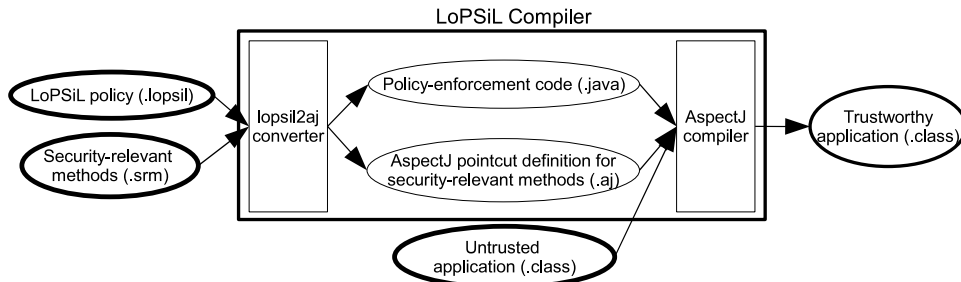 LoPSiL Compiler
LoPSiL policy (.lopsil)
Security-relevant
methods (.srm)
lopsil2aj
converter
Policy-enforcement code (.java)
AspectJ pointcut definition for
security-relevant methods (.aj)
AspectJ
compiler
Untrusted
application (.class)
Trustworthy
application (.class)